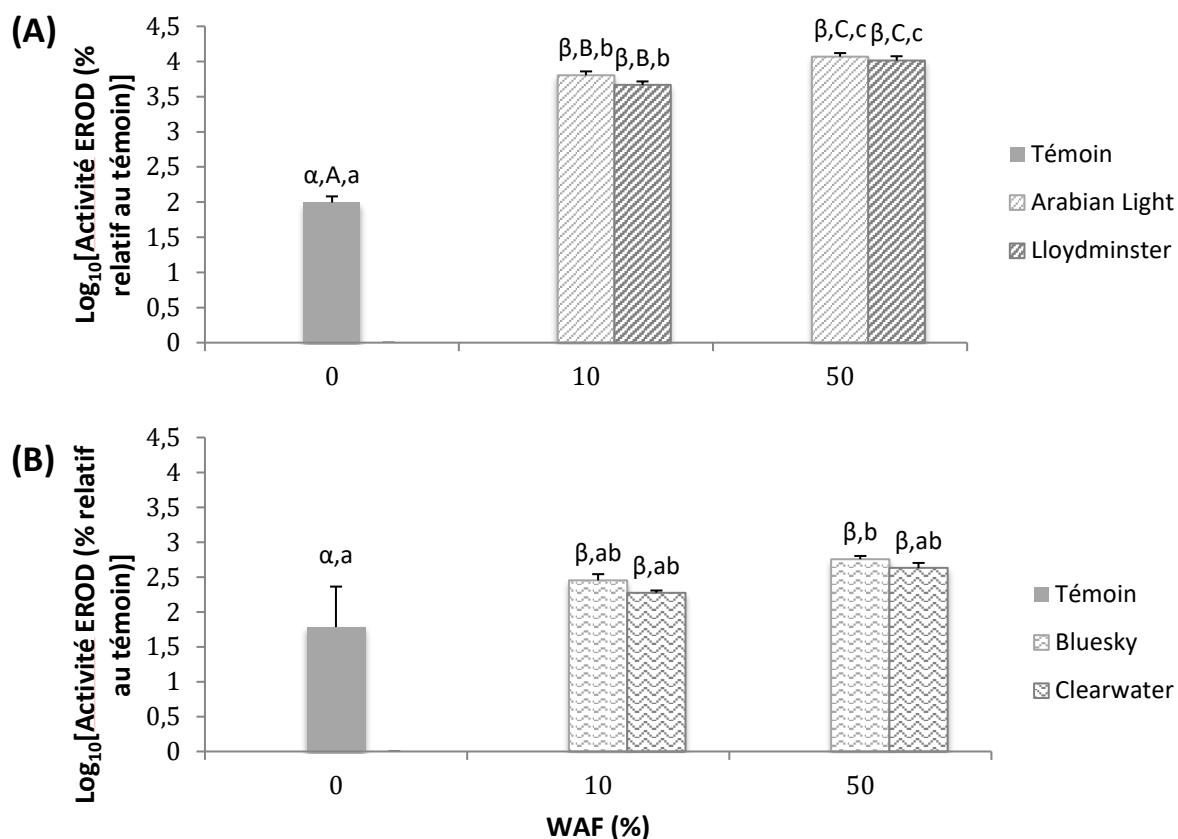 (A)
Log10[Activité EROD (%
relatif au témoin)]
4,5
4
3,5
3
2,5
2
1,5
1
0,5
0
α,A,a
β,B,b
β,B,b
β,C,c
β,C,c
0
10
50
Témoin
Arabian Light
Lloydminster
(B)
Log10[Activité EROD (% relatif
au témoin)]
4,5
4
3,5
3
2,5
2
1,5
1
0,5
0
α,a
β,ab
β,ab
β,b
β,ab
0
10
50
WAF (%)
Témoin
Bluesky
Clearwater